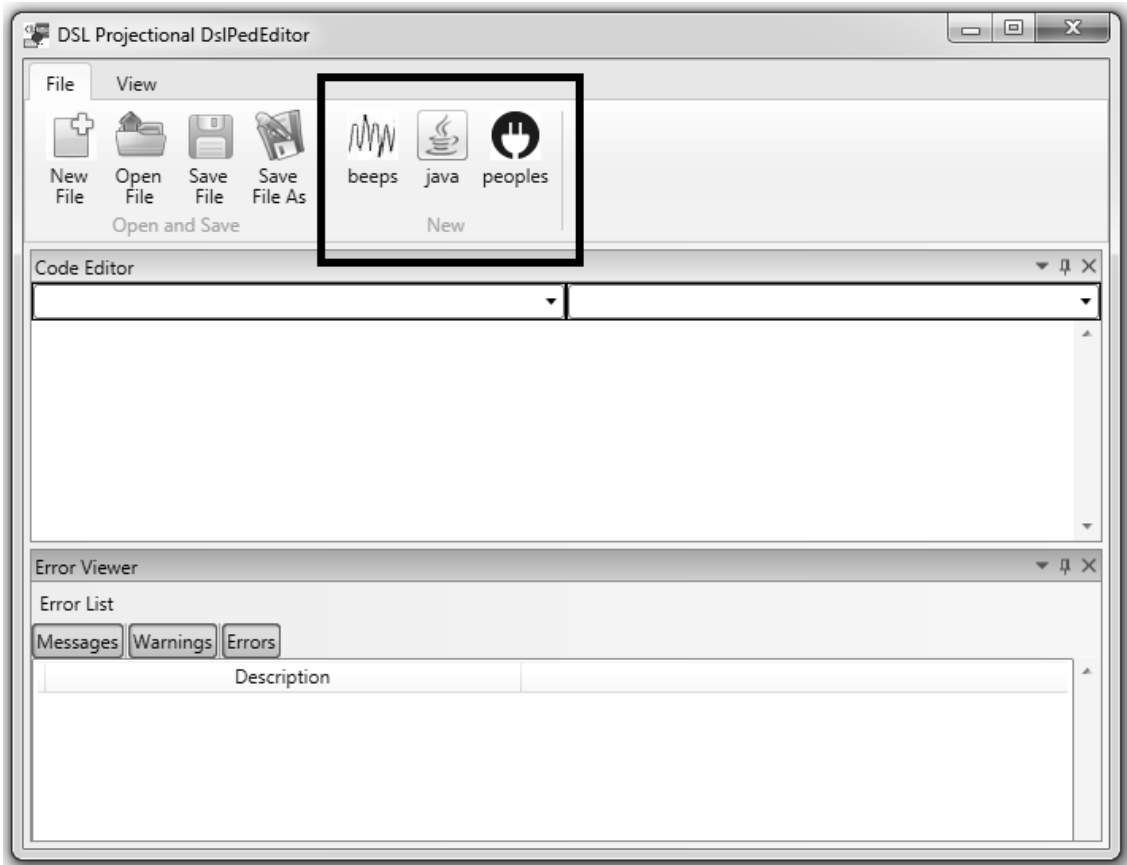 DSL Projectional DslPedEditor
File View
New File
Open File
Save File
Save File As
beeps java peoples
Open and Save New
Code Editor
Error Viewer
Error List
Messages Warnings Errors
Description